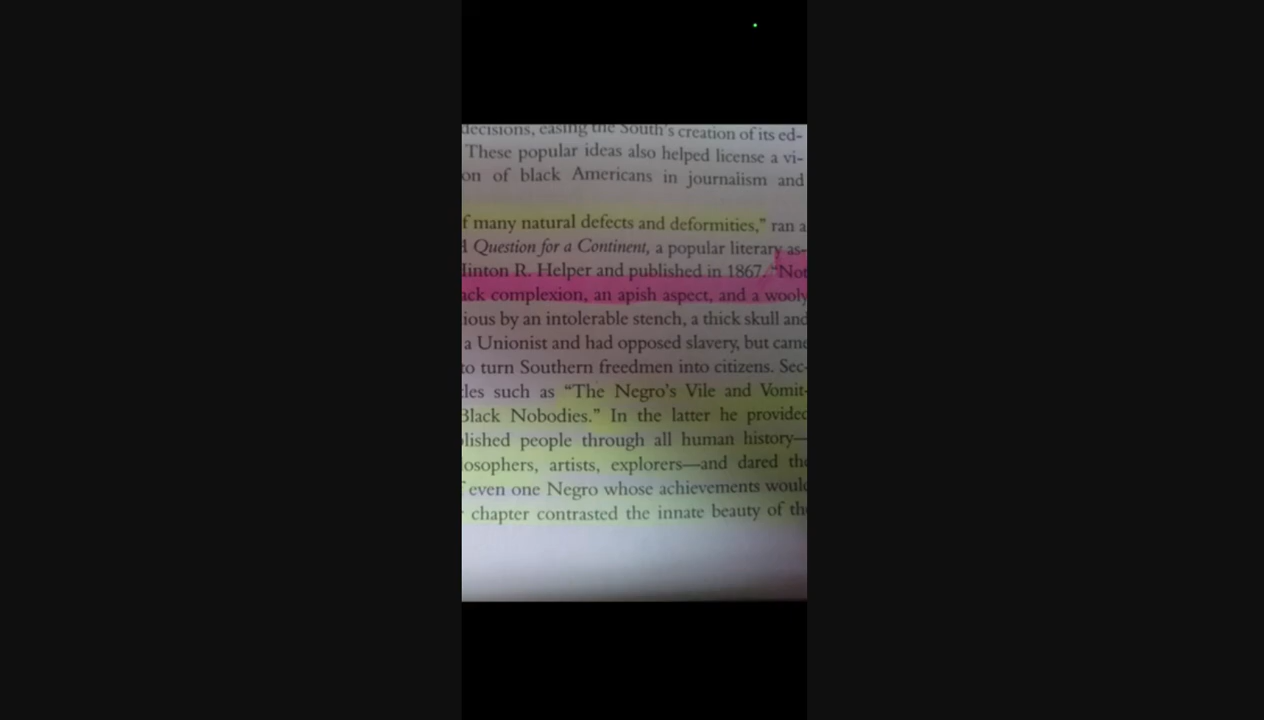 decisions, easing the South's creation of its ed-
These popular ideas also helped license a vi-
on of black Americans in journalism and
f many natural defects and deformities,” ran a
Question for a Continent, a popular literary as-
linton R. Helper and published in 1867. “Not
ack complexion, an apish aspect, and a wooly
ious by an intolerable stench, a thick skull and
a Unionist and had opposed slavery, but came
to turn Southern freedmen into citizens. Sec-
les such as “The Negro's Vile and Vomit-
Black Nobodies.” In the latter he provided
lished people through all human history—
osophers, artists, explorers—and dared the
even one Negro whose achievements would
chapter contrasted the innate beauty of the